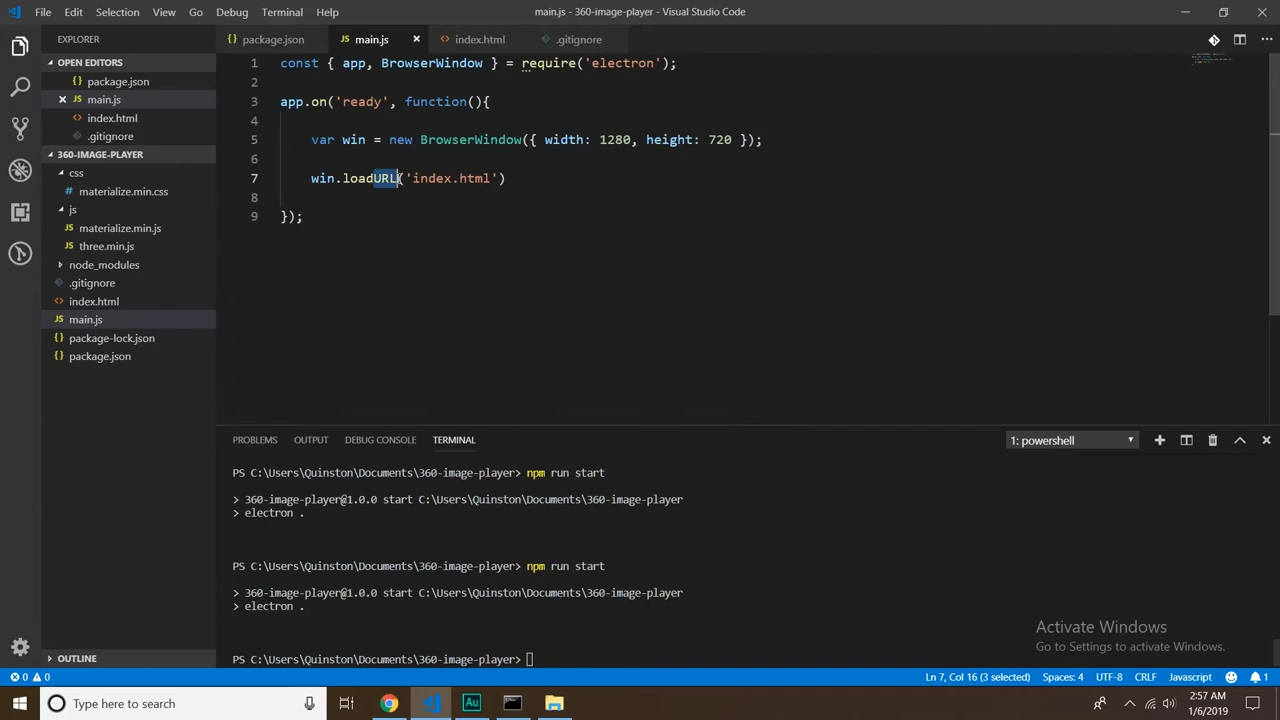 File Edit Selection View Go Debug Terminal Help
main.js - 360-image-player - Visual Studio Code
EXPLORER
OPEN EDITORS
{} package.json
JS main.js
<> index.html
.gitignore
360-IMAGE-PLAYER
css
# materialize.min.css
js
JS materialize.min.js
JS three.min.js
node_modules
.gitignore
<> index.html
JS main.js
{} package-lock.json
{} package.json
OUTLINE
{} package.json
JS main.js
<> index.html
.gitignore
1 const { app, BrowserWindow } = require('electron');
2
3 app.on('ready', function(){
4
5 var win = new BrowserWindow({ width: 1280, height: 720 });
6
7 win.loadURL('index.html')
8
9 });
PROBLEMS OUTPUT DEBUG CONSOLE TERMINAL
1: powershell
PS C:\Users\Quinston\Documents\360-image-player> npm run start
> 360-image-player@1.0.0 start C:\Users\Quinston\Documents\360-image-player
> electron .
PS C:\Users\Quinston\Documents\360-image-player> npm run start
> 360-image-player@1.0.0 start C:\Users\Quinston\Documents\360-image-player
> electron .
PS C:\Users\Quinston\Documents\360-image-player>
Activate Windows
Go to Settings to activate Windows.
0 0
Ln 7, Col 16 (3 selected) Spaces: 4 UTF-8 CRLF Javascript 1
Type here to search
Au
2:57 AM
1/6/2019